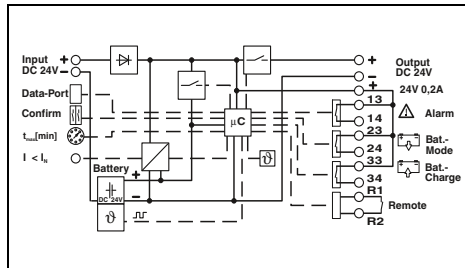 Input
DC 24V
+
−
Data-Port
Confirm
tmax[min]
I < IN
Battery
+
−
DC 24V
ϑ
µC
ϑ
+
−
+
Output
DC 24V
24V 0,2A
13
14
Alarm
23
24
Bat.-
Mode
33
34
Bat.-
Charge
R1
R2
Remote